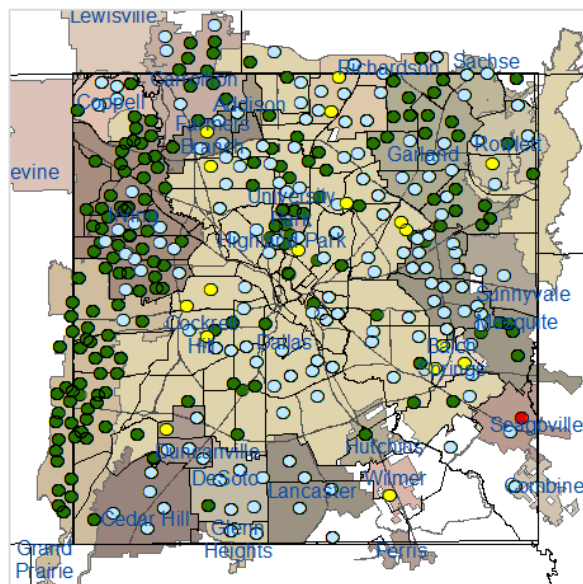 Lewisville
Richardson
Sachse
Carrollton
Coppell
Addison
Farmers
Branch
Garland
Rowlett
evine
University
Park
Irving
Highland Park
Sunnyvale
Mesquite
Cockrell
Hill
Dallas
Balch
Springs
Seagoville
Duncanville
Hutchins
DeSoto
Lancaster
Wilmer
Combine
Cedar Hill
Glenn
Heights
Grand
Prairie
Ferris